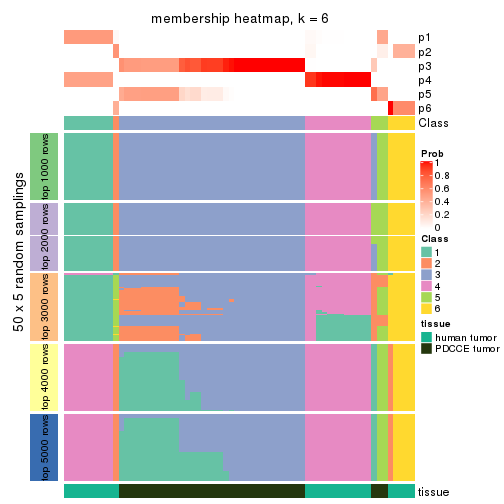 membership heatmap, k = 6
p1
p2
p3
p4
p5
p6
Class
50 x 5 random samplings
top 1000 rows
top 2000 rows
top 3000 rows
top 4000 rows
top 5000 rows
tissue
Prob
1
0.8
0.6
0.4
0.2
0
Class
1
2
3
4
5
6
tissue
human tumor
PDCCE tumor